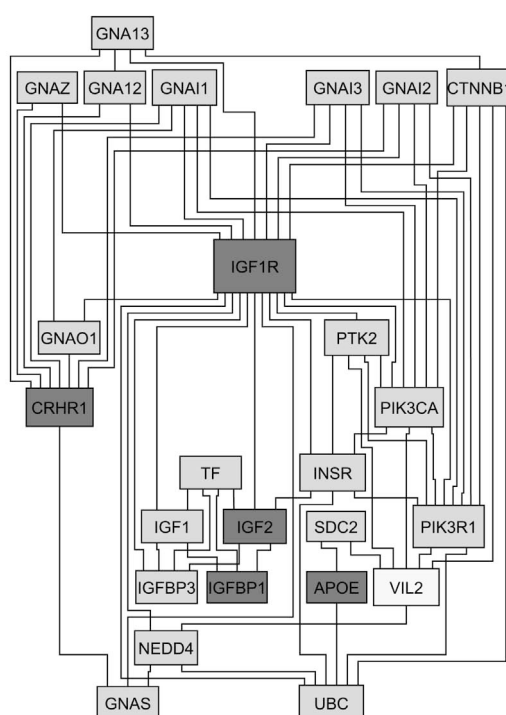 GNA13
GNAZ
GNA12
GNAI1
GNAI3
GNAI2
CTNNB1
IGF1R
GNAO1
PTK2
CRHR1
PIK3CA
TF
INSR
IGF1
IGF2
SDC2
PIK3R1
IGFBP3
IGFBP1
APOE
VIL2
NEDD4
GNAS
UBC